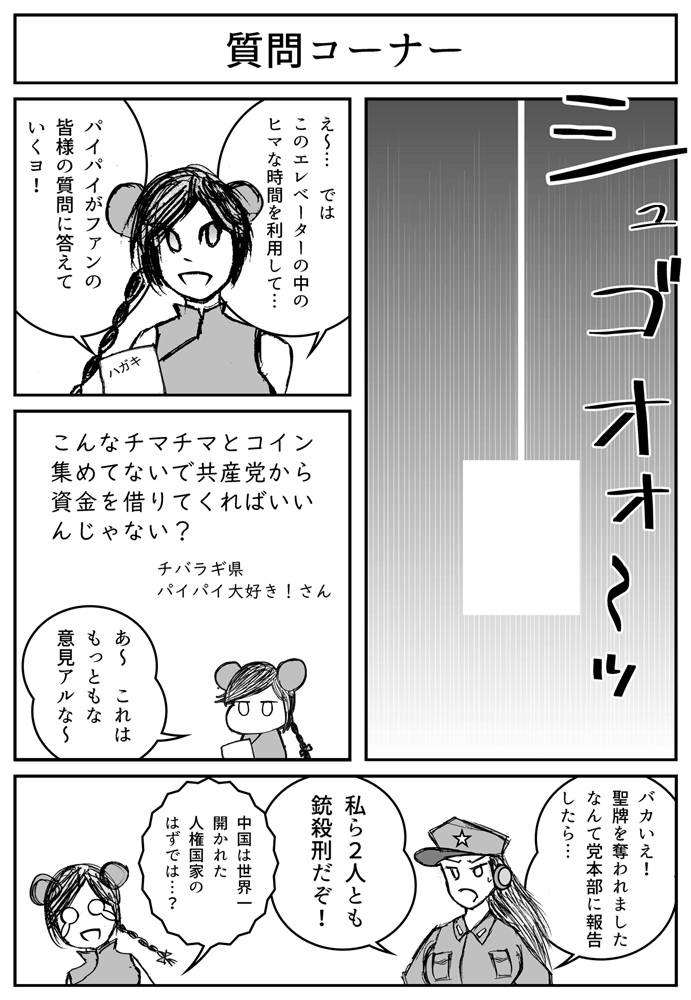 質問コーナー
シュゴオオ～ッ
え～… では
このエレベーターの中の
ヒマな時間を利用して…
パイパイがファンの
皆様の質問に答えて
いくヨ！
ハガキ
こんなチマチマとコイン
集めてないで共産党から
資金を借りてくればいい
んじゃない？
チバラギ県
パイパイ大好き！さん
あ～ これは
もっともな
意見アルな～
バカいえ！
聖牌を奪われました
なんて党本部に報告
したら…
私ら２人とも
銃殺刑だぞ！
中国は世界一
開かれた
人権国家の
はずでは…？